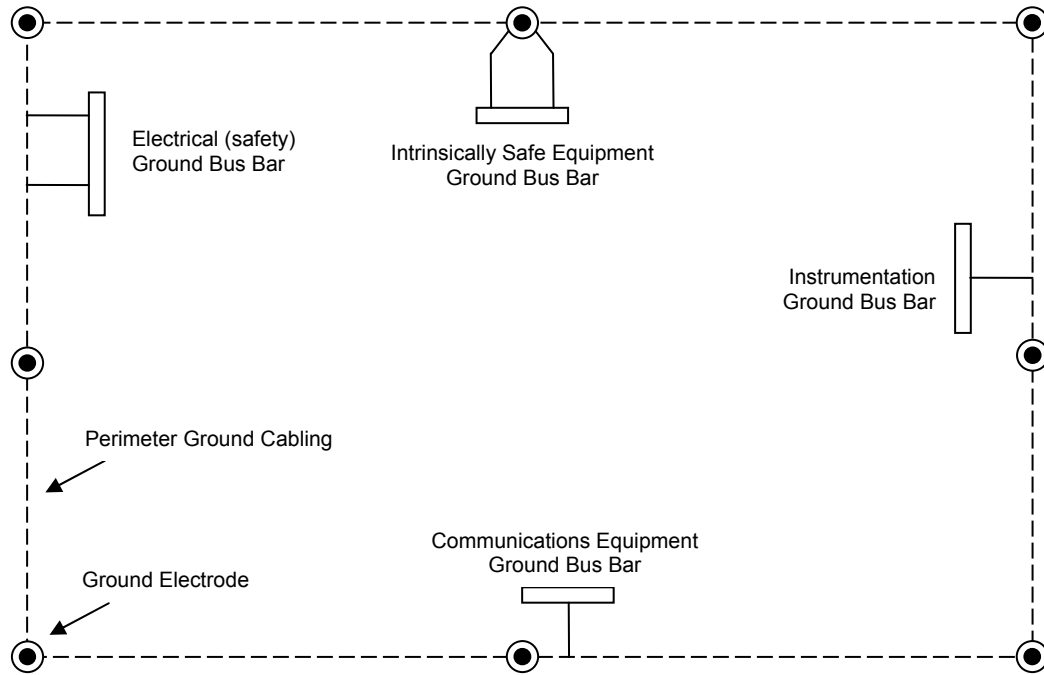 Electrical (safety)
Ground Bus Bar
Intrinsically Safe Equipment
Ground Bus Bar
Instrumentation
Ground Bus Bar
Perimeter Ground Cabling
Communications Equipment
Ground Bus Bar
Ground Electrode